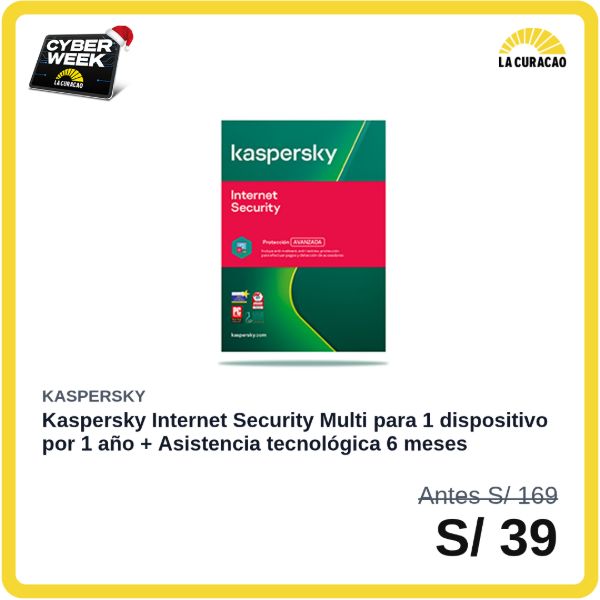 CYBER
WEEK
LA CURACAO
LA CURACAO
kaspersky
Internet
Security
Protección AVANZADA
kaspersky.com
KASPERSKY
Kaspersky Internet Security Multi para 1 dispositivo
por 1 año + Asistencia tecnológica 6 meses
Antes S/ 169
S/ 39